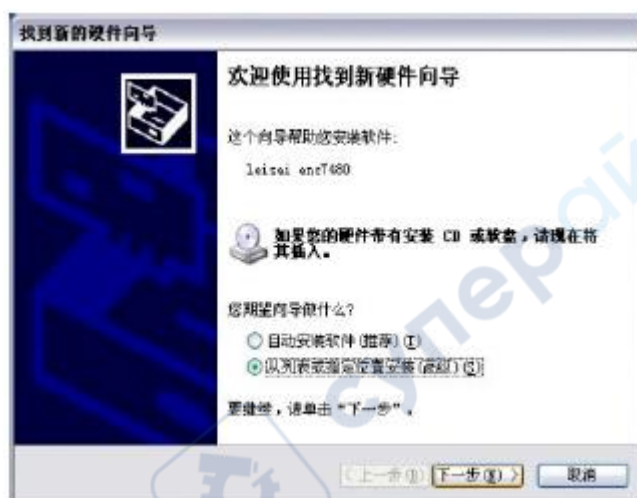 找到新的硬件向导
欢迎使用找到新硬件向导
这个向导帮助您安装软件:
leisai
如果您的硬件带有安装 CD 或软盘，请现在将
其插入。
您期望向导做什么?
自动安装软件(推荐)(I)
从列表或指定位置安装(高级)(S)
要继续，请单击“下一步”。
<上一步(B) 下一步(N) > 取消